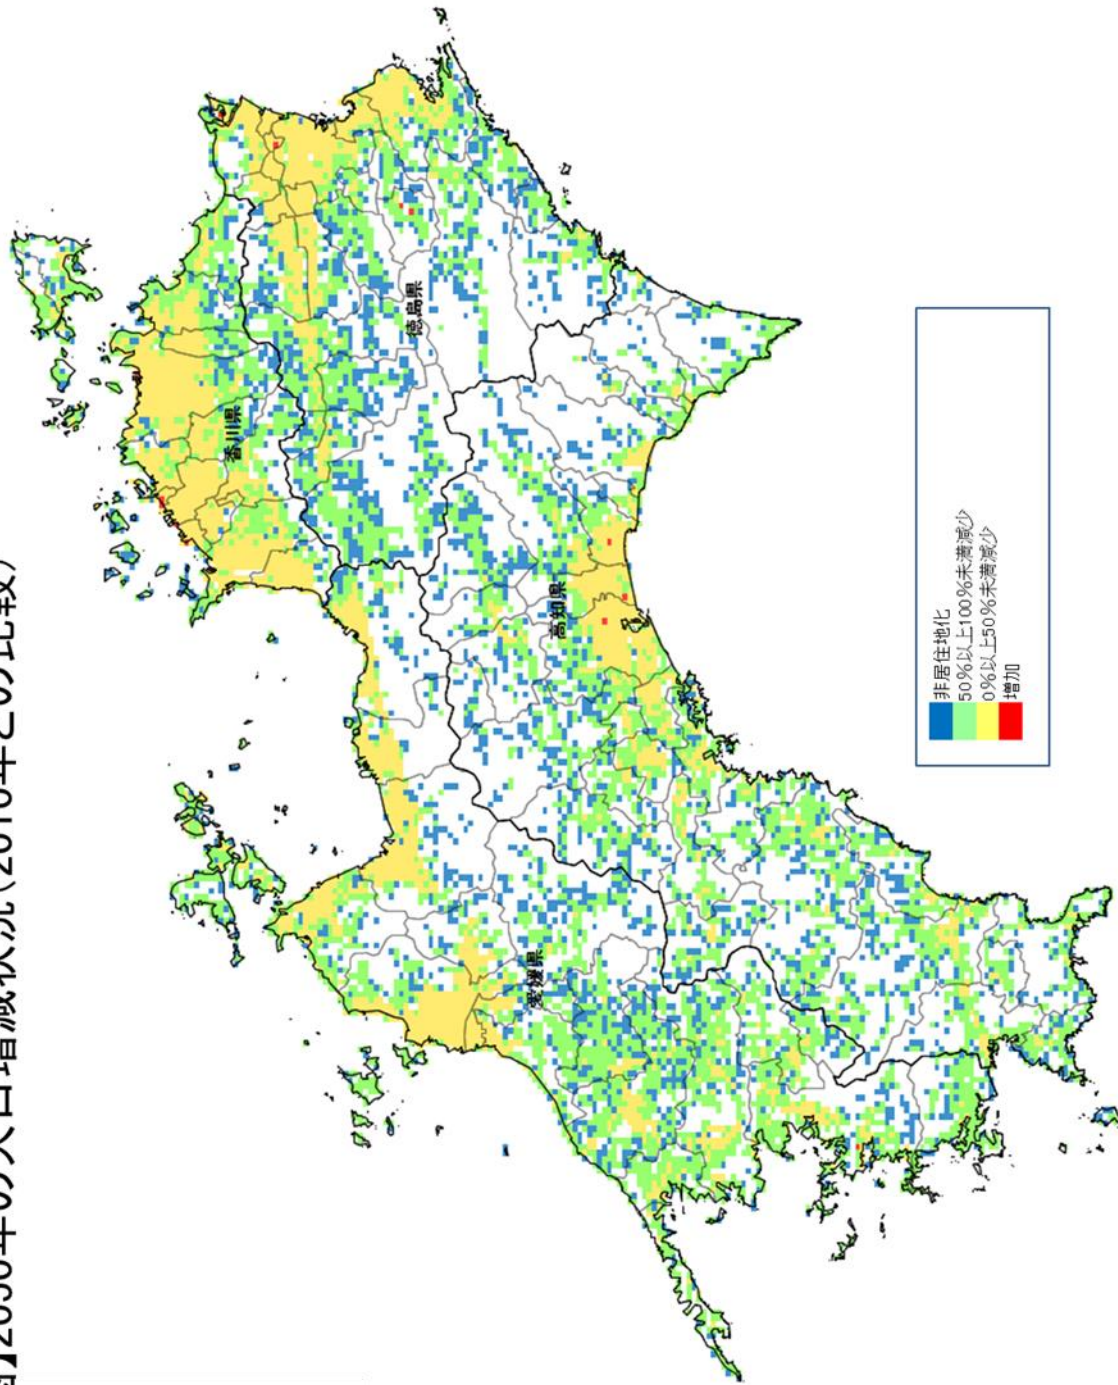 国】2050年の人口増減状況（2010年との比較）
香川県
徳島県
高知県
愛媛県
非居住地化
50%以上100%未満減少
0%以上50%未満減少
増加